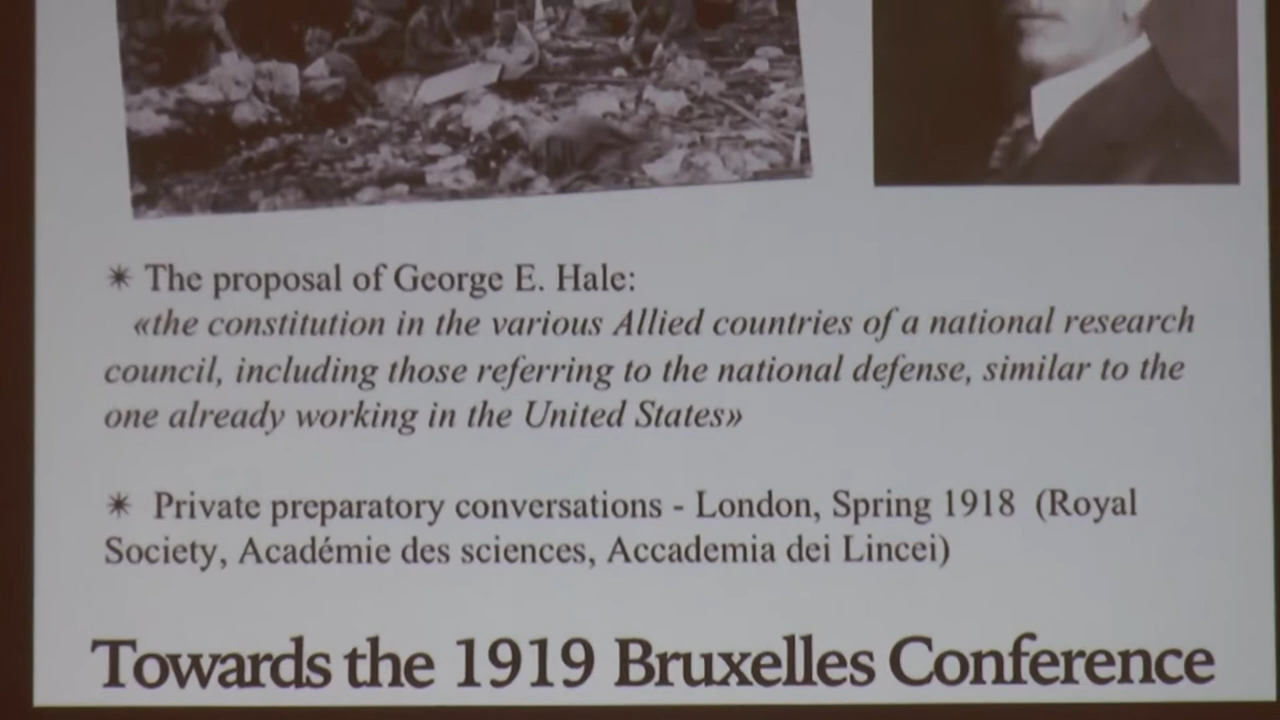 ✴ The proposal of George E. Hale:
«the constitution in the various Allied countries of a national research
council, including those referring to the national defense, similar to the
one already working in the United States»
✴ Private preparatory conversations - London, Spring 1918 (Royal
Society, Académie des sciences, Accademia dei Lincei)
Towards the 1919 Bruxelles Conference